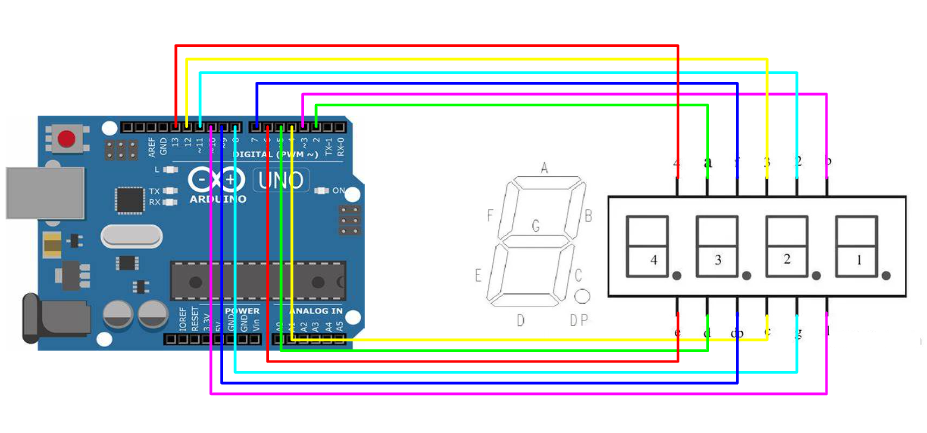 AREF
GND
13
12
~11
~10
~9
8
7
5
4
~3
2
TX-1
RX-0
DIGITAL (PWM ~)
L
TX
RX
ARDUINO
UNO
ON
IOREF
RESET
3.3V
5V
GND
GND
Vin
POWER
A0
A1
A2
A3
A4
A5
ANALOG IN
A
F
B
G
E
C
D
DP
4
a
f
3
2
b
4
3
2
1
e
d
dp
c
g
1